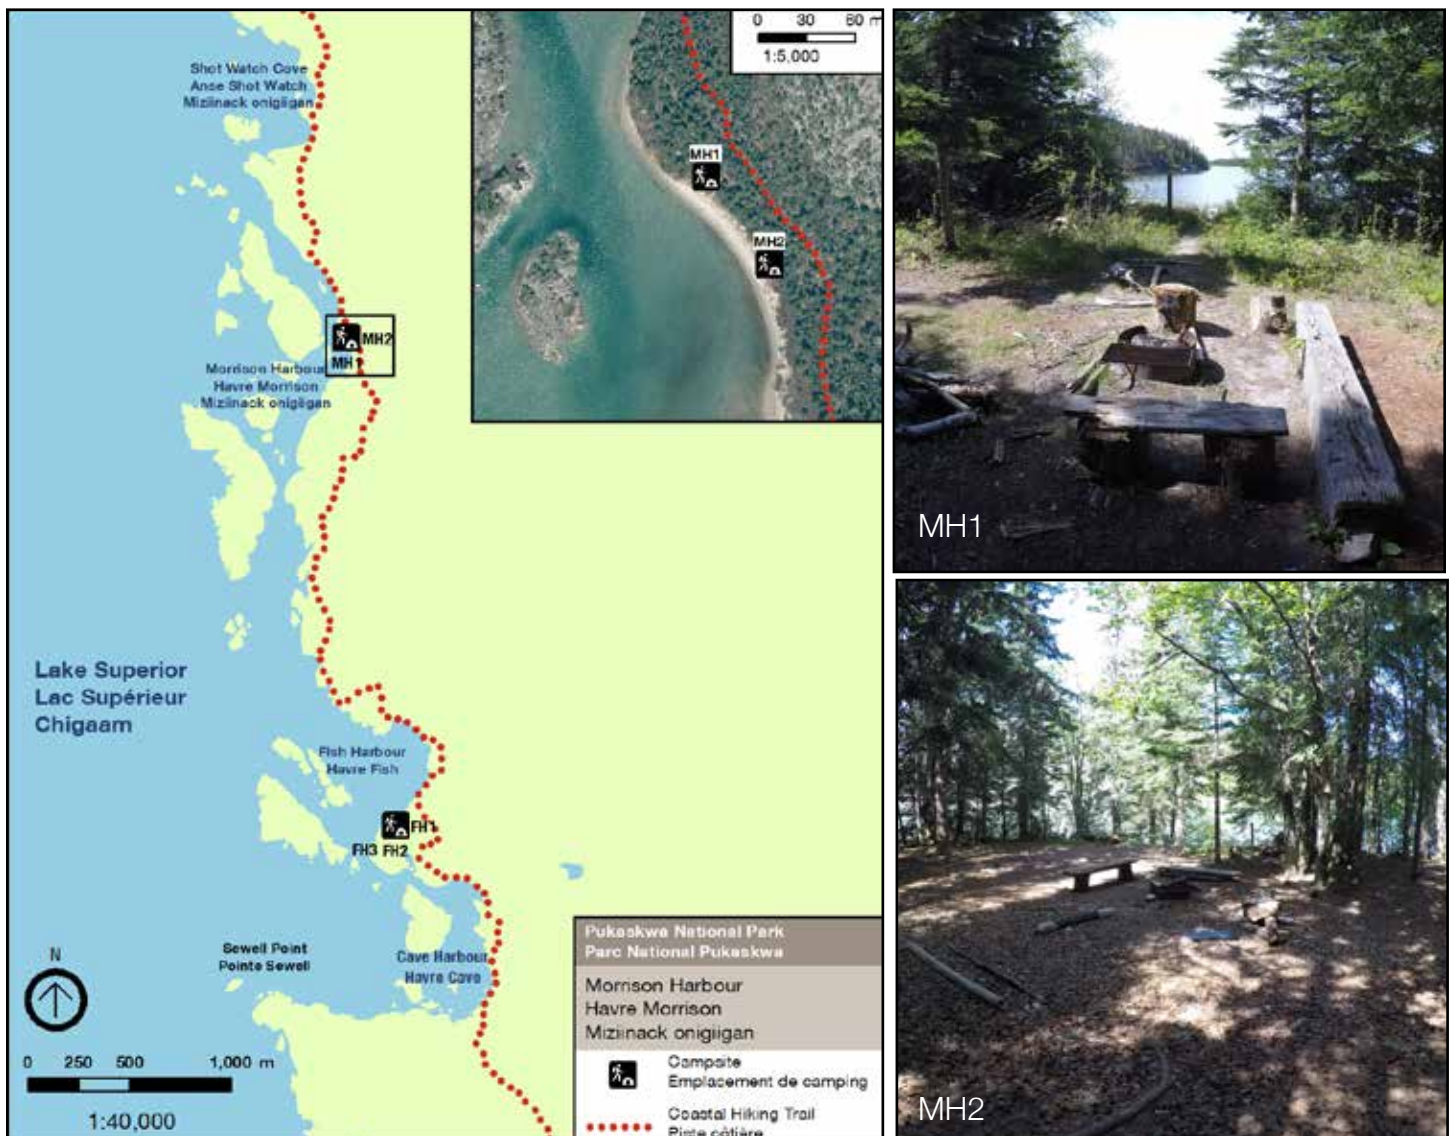 Shot Watch Cove
Anse Shot Watch
Miziinack onigiigan
MH2
MH1
Morrison Harbour
Havre Morrison
Miziinack onigiigan
Lake Superior
Lac Supérieur
Chigaam
Fish Harbour
Havre Fish
FH1
FH3 FH2
Sewell Point
Pointe Sewell
Cave Harbour
Havre Cave
N
0 250 500 1,000 m
1:40,000
0 30 60 m
1:5,000
MH1
MH2
Pukaskwa National Park
Parc National Pukaskwa
Morrison Harbour
Havre Morrison
Miziinack onigiigan
Campsite
Emplacement de camping
Coastal Hiking Trail
Piste côtière
MH1
MH2